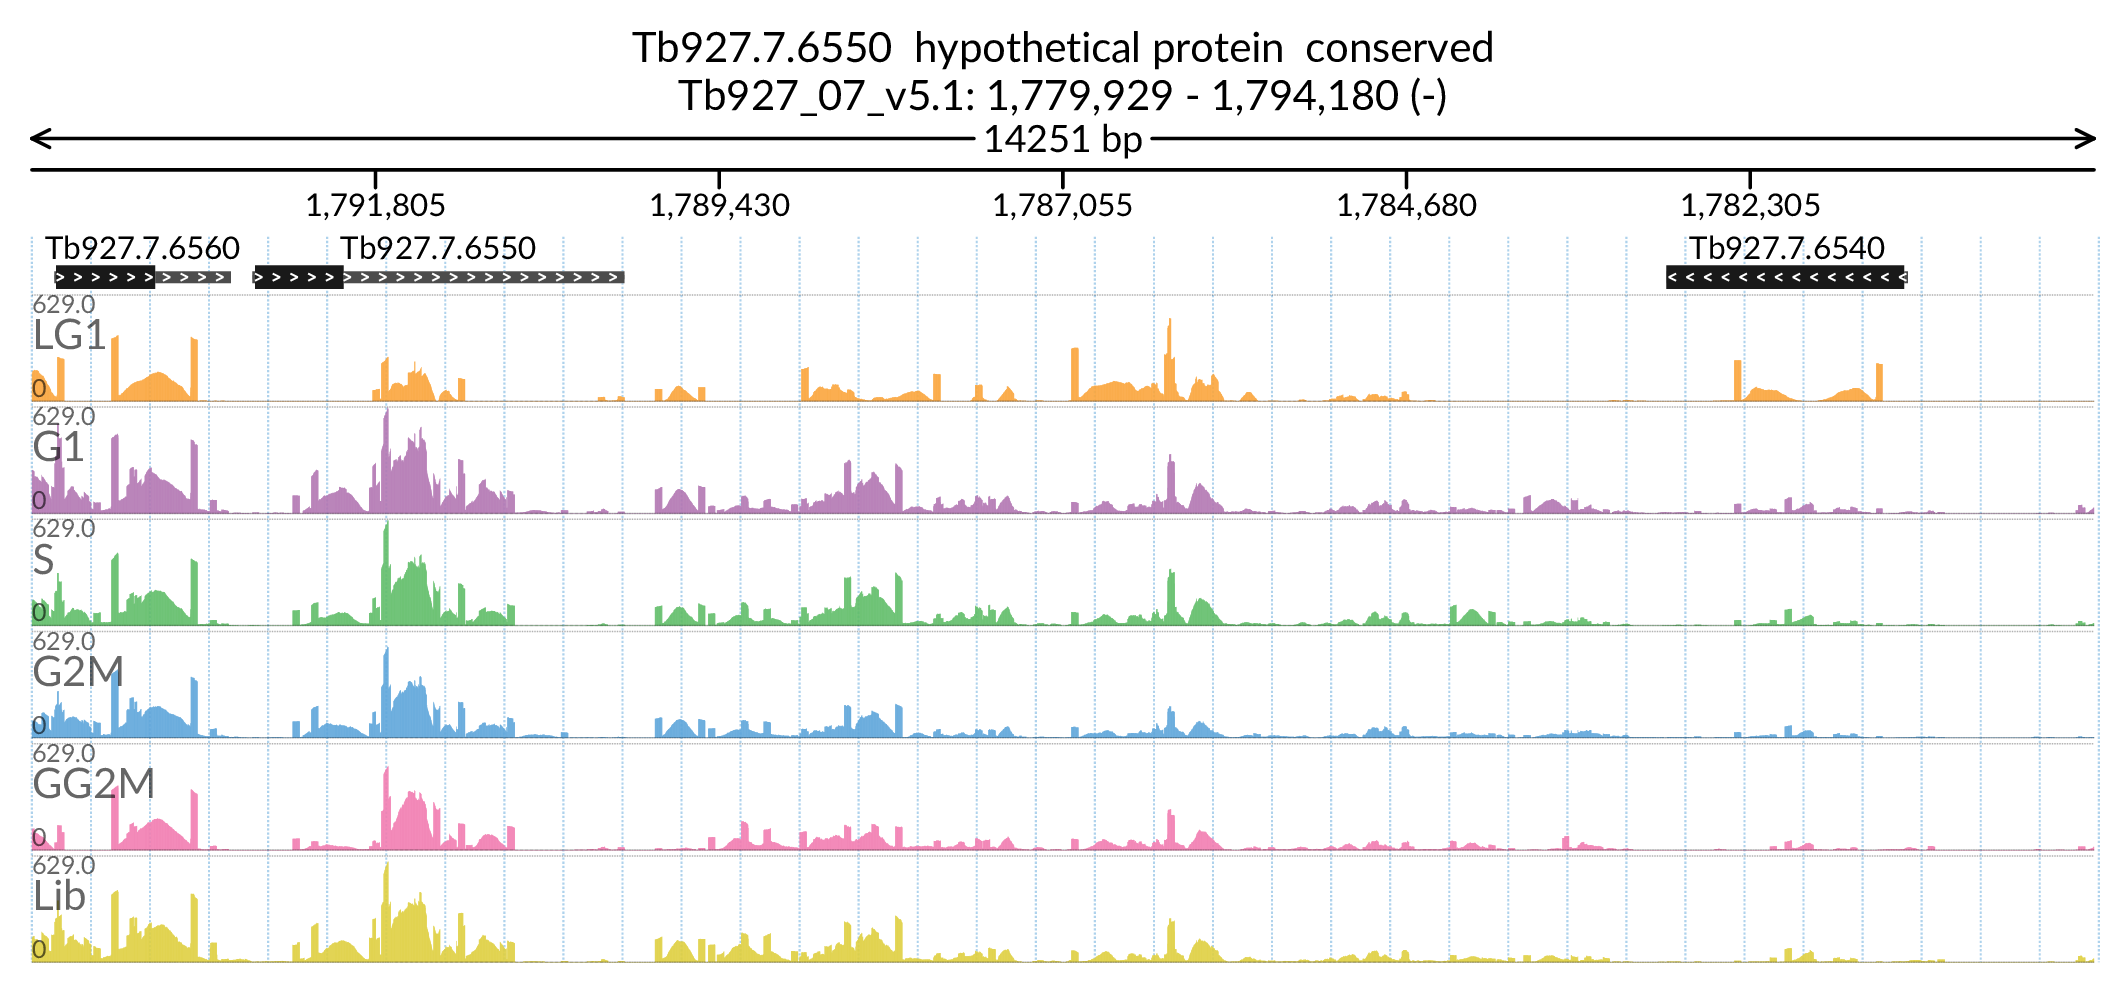 Tb927.7.6550 hypothetical protein conserved
Tb927_07_v5.1: 1,779,929 - 1,794,180 (-)
14251 bp
1,791,805 1,789,430 1,787,055 1,784,680 1,782,305
Tb927.7.6560 Tb927.7.6550 Tb927.7.6540
629.0
LG1
0
629.0
G1
0
629.0
S
0
629.0
G2M
0
629.0
GG2M
0
629.0
Lib
0